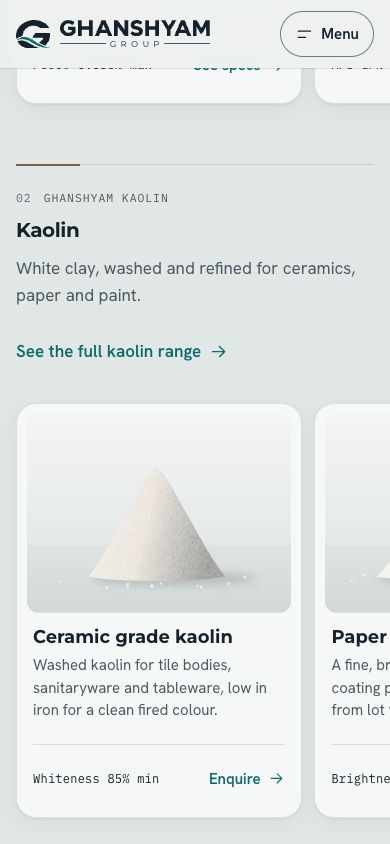 GHANSHYAM
GROUP
Menu
02 GHANSHYAM KAOLIN
Kaolin
White clay, washed and refined for ceramics,
paper and paint.
See the full kaolin range →
Ceramic grade kaolin
Washed kaolin for tile bodies,
sanitaryware and tableware, low in
iron for a clean fired colour.
Whiteness 85% min
Enquire →
Paper
A fine, br
coating p
from lot
Brightne